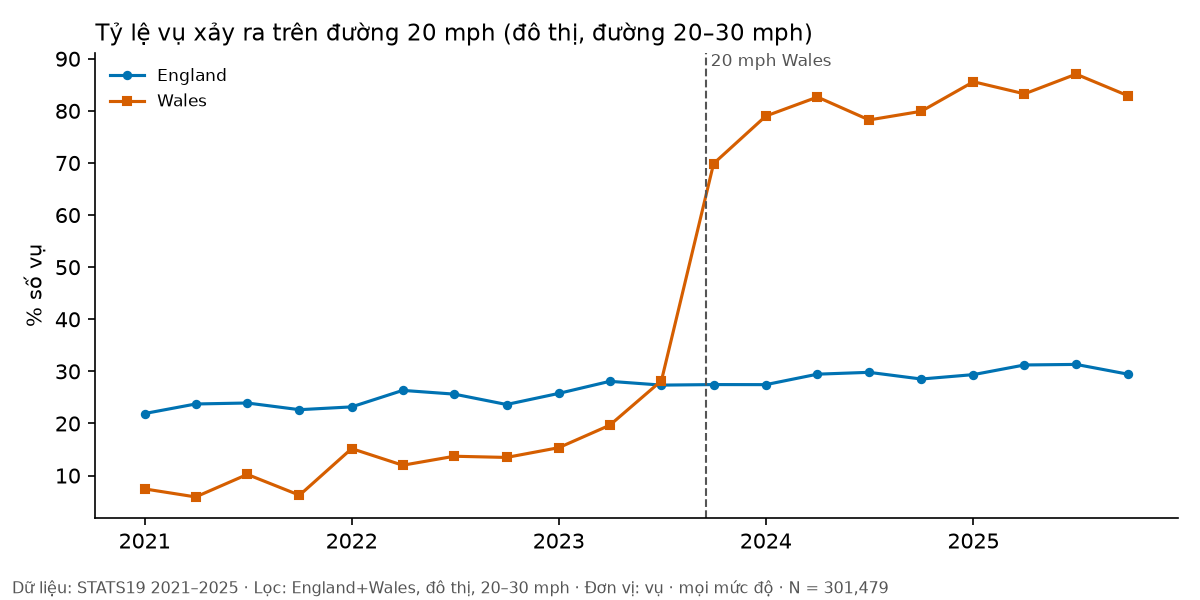 Tỷ lệ vụ xảy ra trên đường 20 mph (đô thị, đường 20–30 mph)
20 mph Wales
England
Wales
% số vụ
90
80
70
60
50
40
30
20
10
2021
2022
2023
2024
2025
Dữ liệu: STATS19 2021–2025 · Lọc: England+Wales, đô thị, 20–30 mph · Đơn vị: vụ · mọi mức độ · N = 301,479